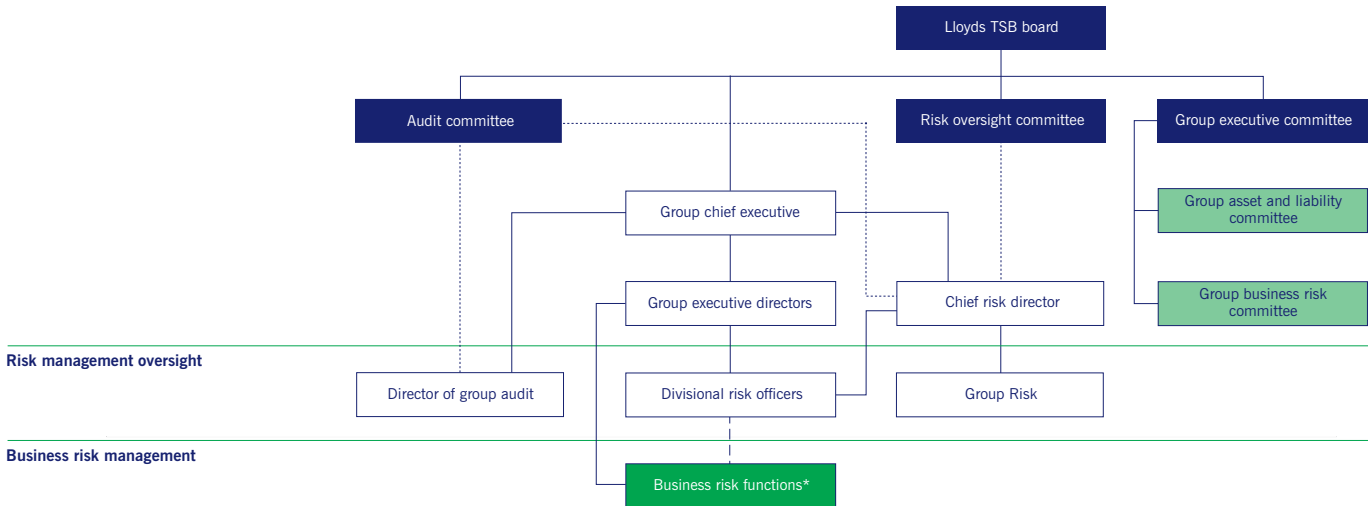 Lloyds TSB board
Audit committee
Risk oversight committee
Group executive committee
Group chief executive
Group asset and liability
committee
Group executive directors
Chief risk director
Group business risk
committee
Risk management oversight
Director of group audit
Divisional risk officers
Group Risk
Business risk management
Business risk functions*